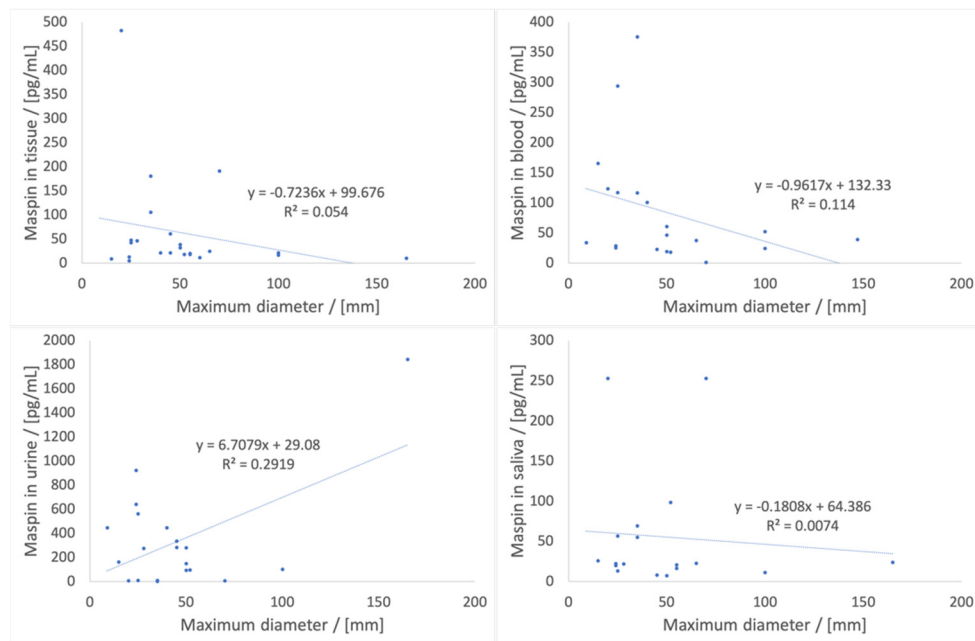 500
450
400
350
300
250
200
150
100
50
0
Maspin in tissue / [pg/mL]
y = -0.7236x + 99.676
R² = 0.054
0 50 100 150 200
Maximum diameter / [mm]
400
350
300
250
200
150
100
50
0
Maspin in blood / [pg/mL]
y = -0.9617x + 132.33
R² = 0.114
0 50 100 150 200
Maximum diameter / [mm]
2000
1800
1600
1400
1200
1000
800
600
400
200
0
Maspin in urine / [pg/mL]
y = 6.7079x + 29.08
R² = 0.2919
0 50 100 150 200
Maximum diameter / [mm]
300
250
200
150
100
50
0
Maspin in saliva / [pg/mL]
y = -0.1808x + 64.386
R² = 0.0074
0 50 100 150 200
Maximum diameter / [mm]